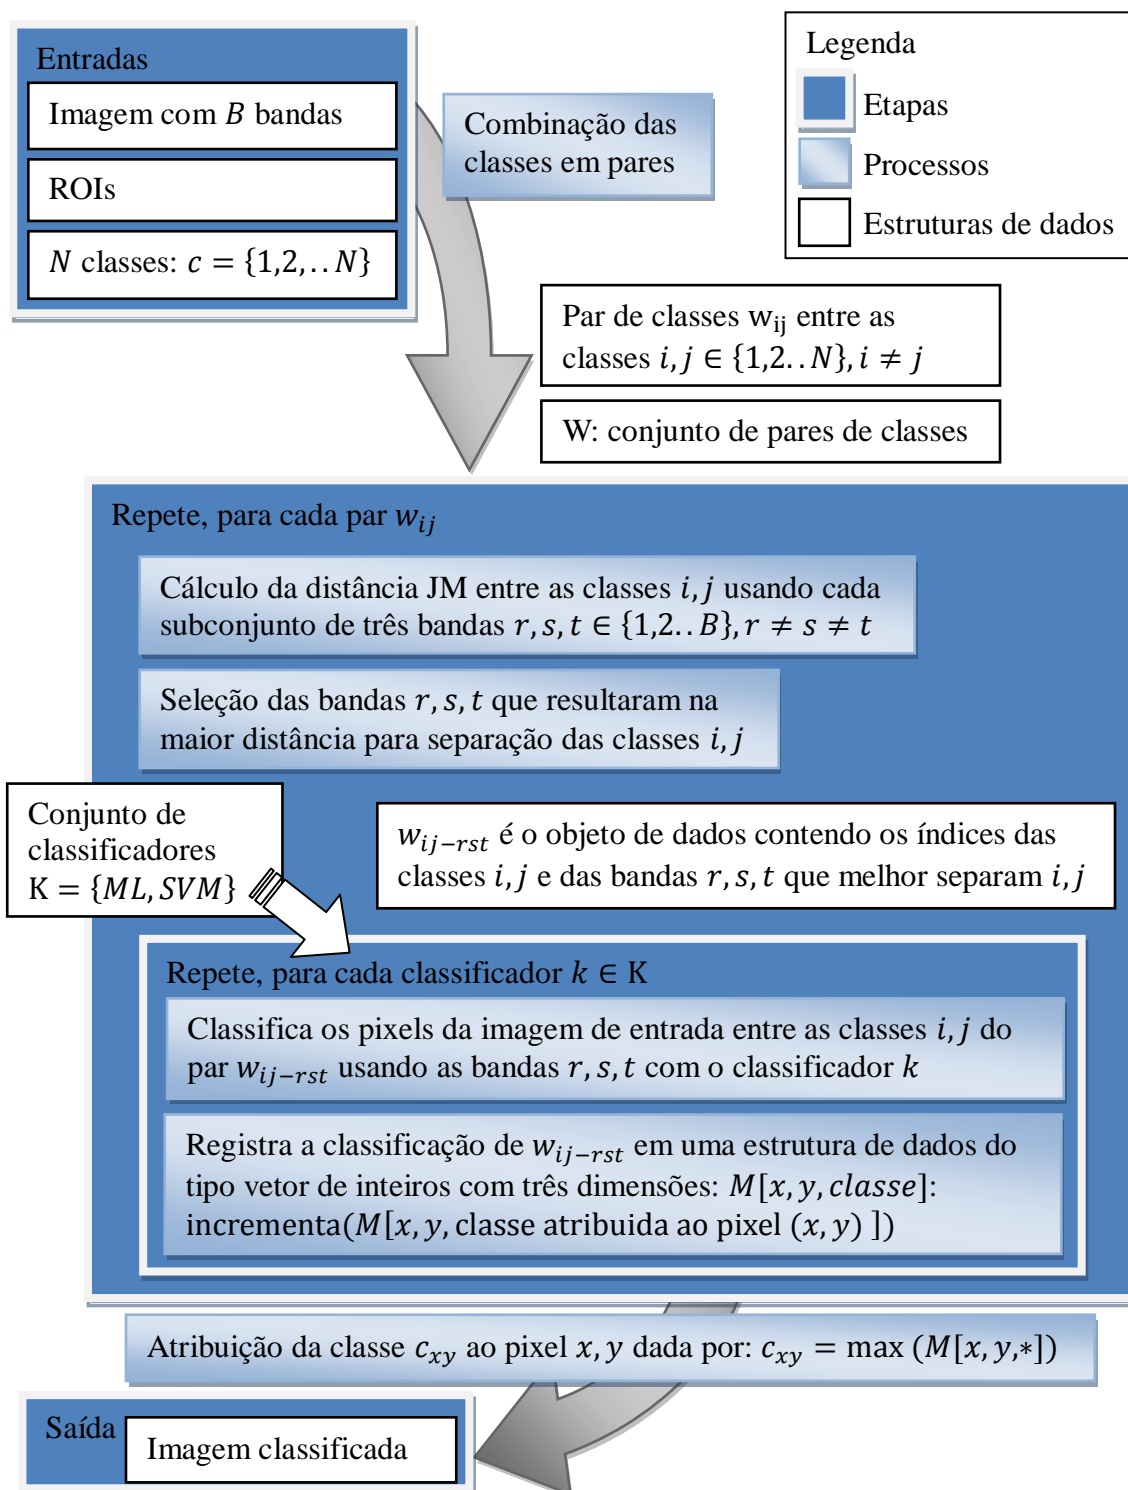 Entradas
Imagem com B bandas
ROIs
N classes: c = {1,2,..N}
Combinação das
classes em pares
Legenda
Etapas
Processos
Estruturas de dados
Par de classes w_ij entre as
classes i, j ∈ {1,2..N}, i ≠ j
W: conjunto de pares de classes
Repete, para cada par w_ij
Cálculo da distância JM entre as classes i, j usando cada
subconjunto de três bandas r, s, t ∈ {1,2..B}, r ≠ s ≠ t
Seleção das bandas r, s, t que resultaram na
maior distância para separação das classes i, j
Conjunto de
classificadores
K = {ML, SVM}
w_ij−rst é o objeto de dados contendo os índices das
classes i, j e das bandas r, s, t que melhor separam i, j
Repete, para cada classificador k ∈ K
Classifica os pixels da imagem de entrada entre as classes i, j do
par w_ij−rst usando as bandas r, s, t com o classificador k
Registra a classificação de w_ij−rst em uma estrutura de dados do
tipo vetor de inteiros com três dimensões: M[x, y, classe]:
incrementa(M[x, y, classe atribuida ao pixel (x, y) ])
Atribuição da classe c_xy ao pixel x, y dada por: c_xy = max (M[x, y,∗])
Saída
Imagem classificada